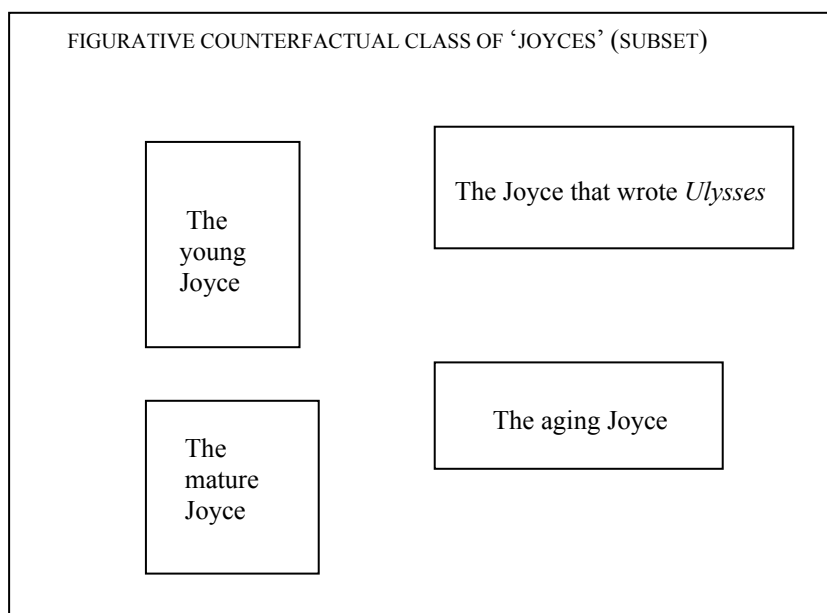 FIGURATIVE COUNTERFACTUAL CLASS OF ‘JOYCES’ (SUBSET)
The
young
Joyce
The Joyce that wrote Ulysses
The
mature
Joyce
The aging Joyce